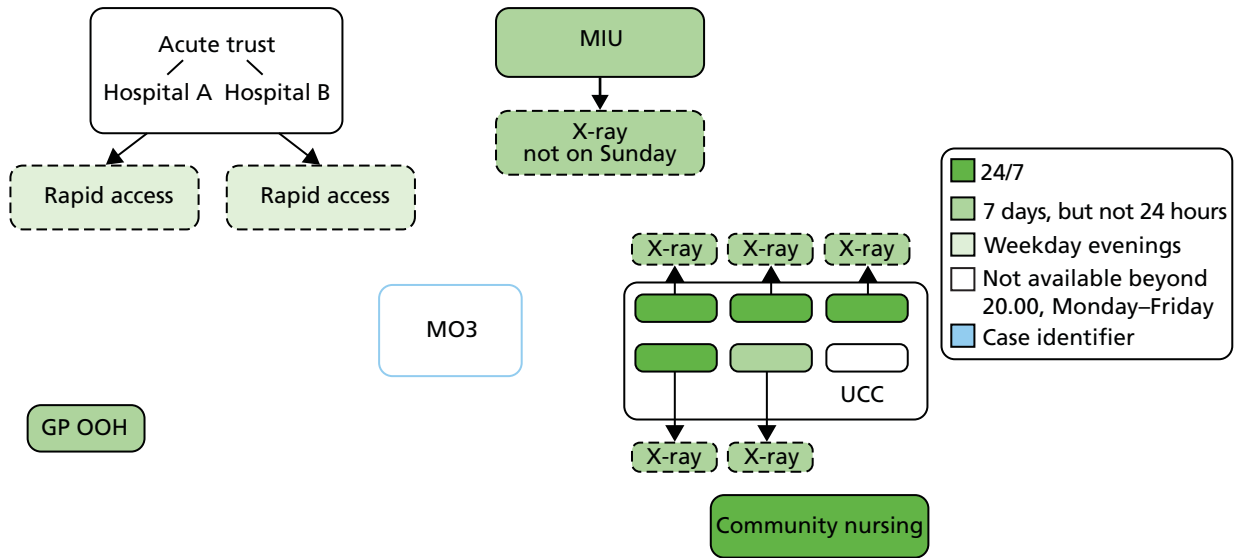 Acute trust
Hospital A Hospital B
Rapid access
Rapid access
MIU
X-ray
not on Sunday
24/7
7 days, but not 24 hours
Weekday evenings
Not available beyond
20.00, Monday–Friday
Case identifier
X-ray
X-ray
X-ray
MO3
UCC
GP OOH
X-ray
X-ray
Community nursing